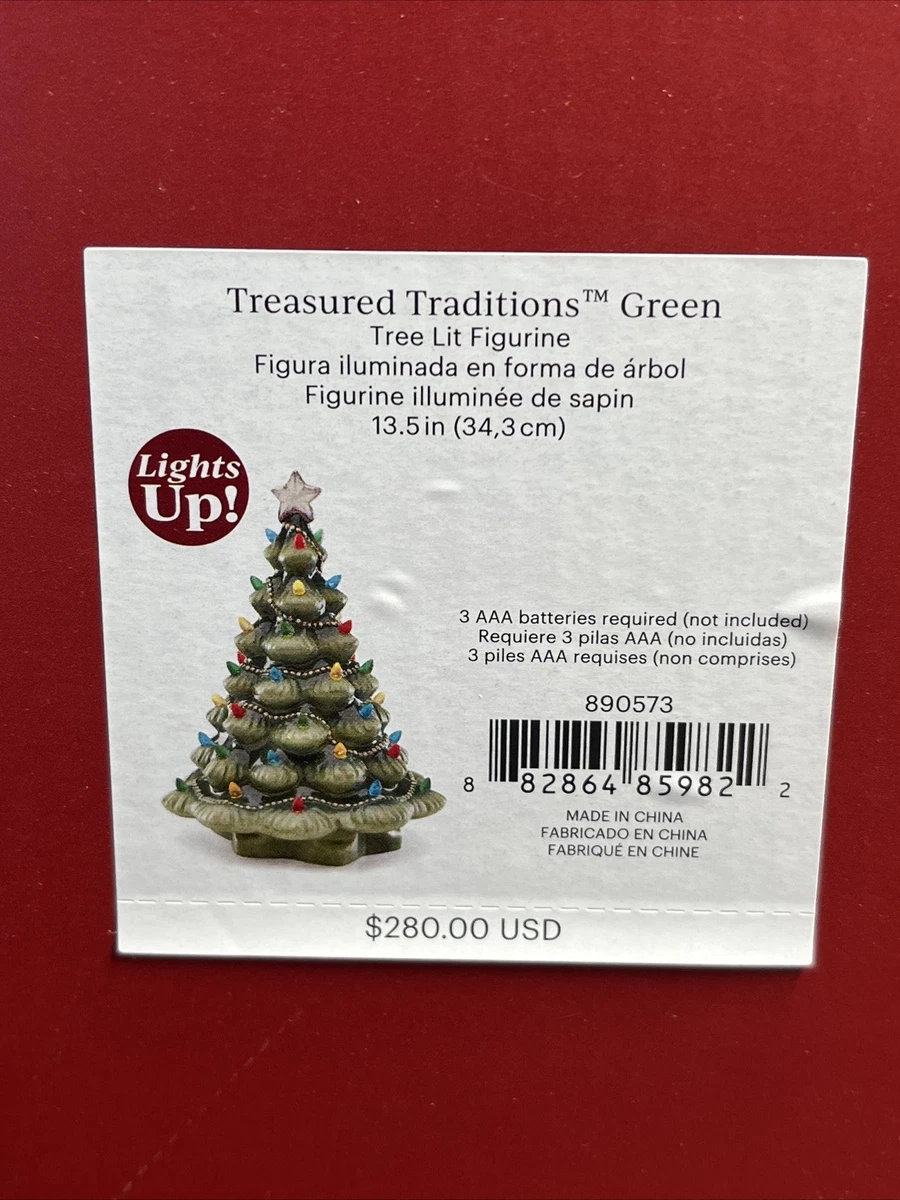 Treasured Traditions™ Green
Tree Lit Figurine
Figura iluminada en forma de árbol
Figurine illuminée de sapin
13.5 in (34,3 cm)
Lights
Up!
3 AAA batteries required (not included)
Requiere 3 pilas AAA (no incluidas)
3 piles AAA requises (non comprises)
890573
8 82864 85982 2
MADE IN CHINA
FABRICADO EN CHINA
FABRIQUÉ EN CHINE
$280.00 USD